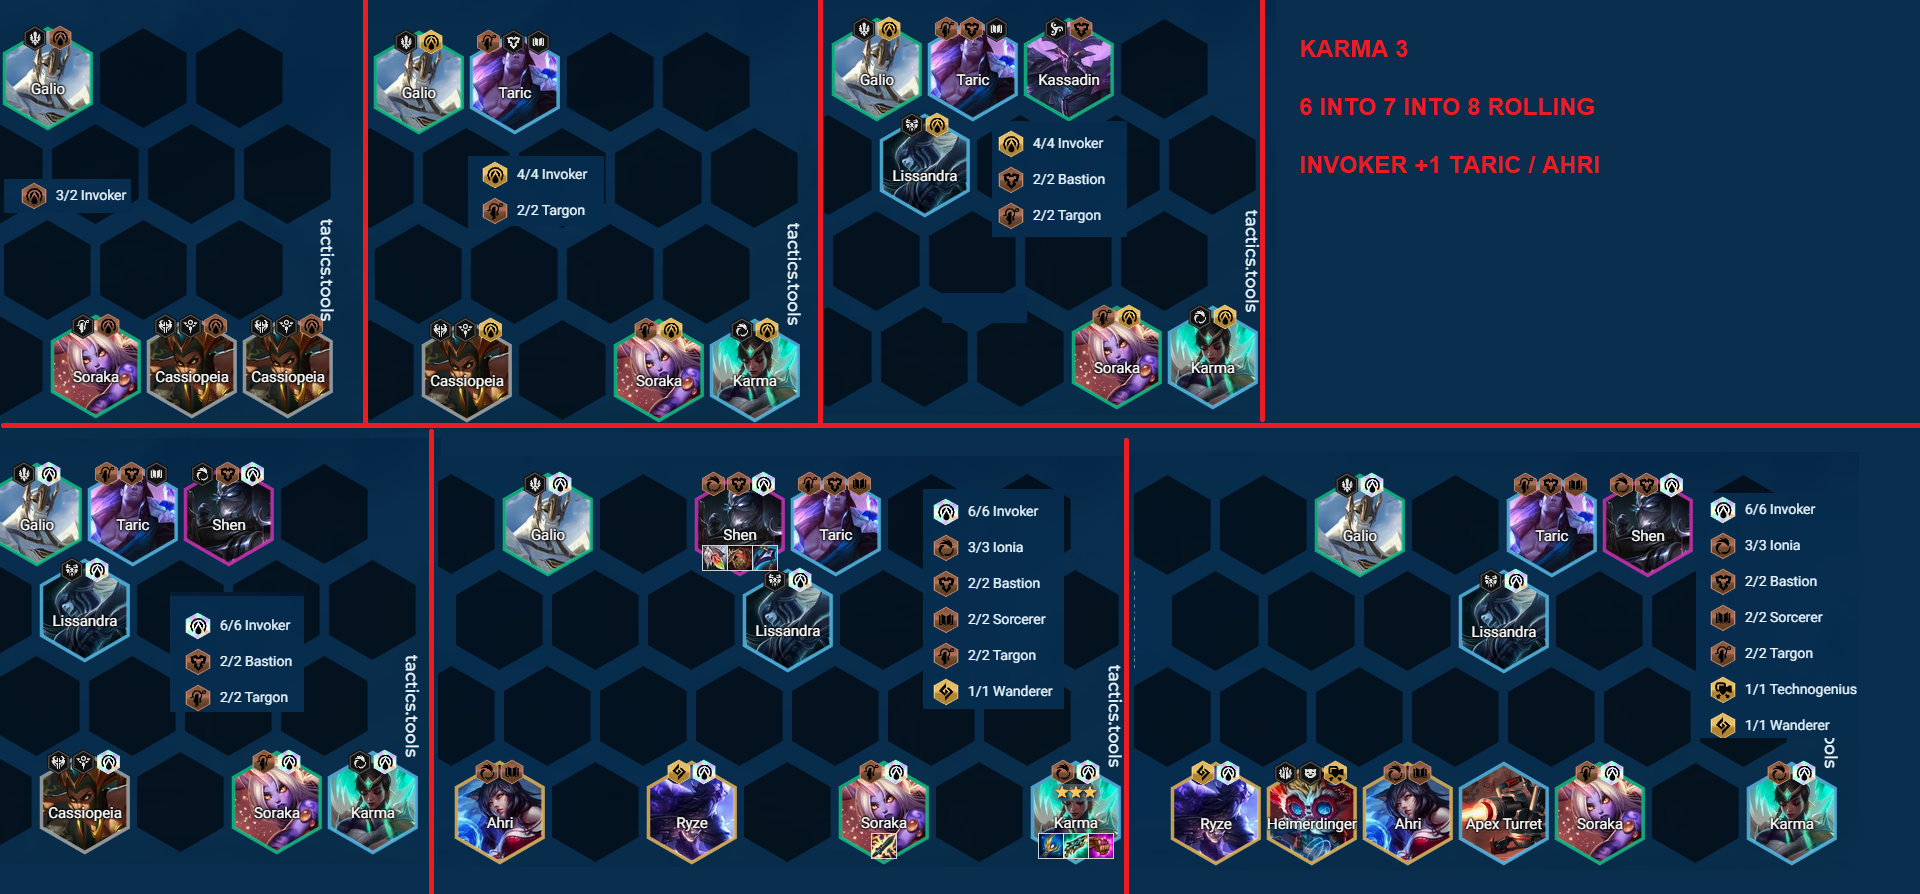 Galio
3/2 Invoker
tactics.tools
Soraka
Cassiopeia
Cassiopeia
Galio
Taric
4/4 Invoker
2/2 Targon
tactics.tools
Cassiopeia
Soraka
Karma
Galio
Taric
Kassadin
Lissandra
4/4 Invoker
2/2 Bastion
2/2 Targon
tactics.tools
Soraka
Karma
KARMA 3
6 INTO 7 INTO 8 ROLLING
INVOKER +1 TARIC / AHRI
Galio
Taric
Shen
Lissandra
6/6 Invoker
2/2 Bastion
2/2 Targon
tactics.tools
Cassiopeia
Soraka
Karma
Galio
Shen
Taric
Lissandra
6/6 Invoker
3/3 Ionia
2/2 Bastion
2/2 Sorcerer
2/2 Targon
1/1 Wanderer
tactics.tools
Ahri
Ryze
Soraka
Karma
Galio
Taric
Shen
Lissandra
6/6 Invoker
3/3 Ionia
2/2 Bastion
2/2 Sorcerer
2/2 Targon
1/1 Technogenius
1/1 Wanderer
ools
Ryze
Heimerdinger
Ahri
Apex Turret
Soraka
Karma